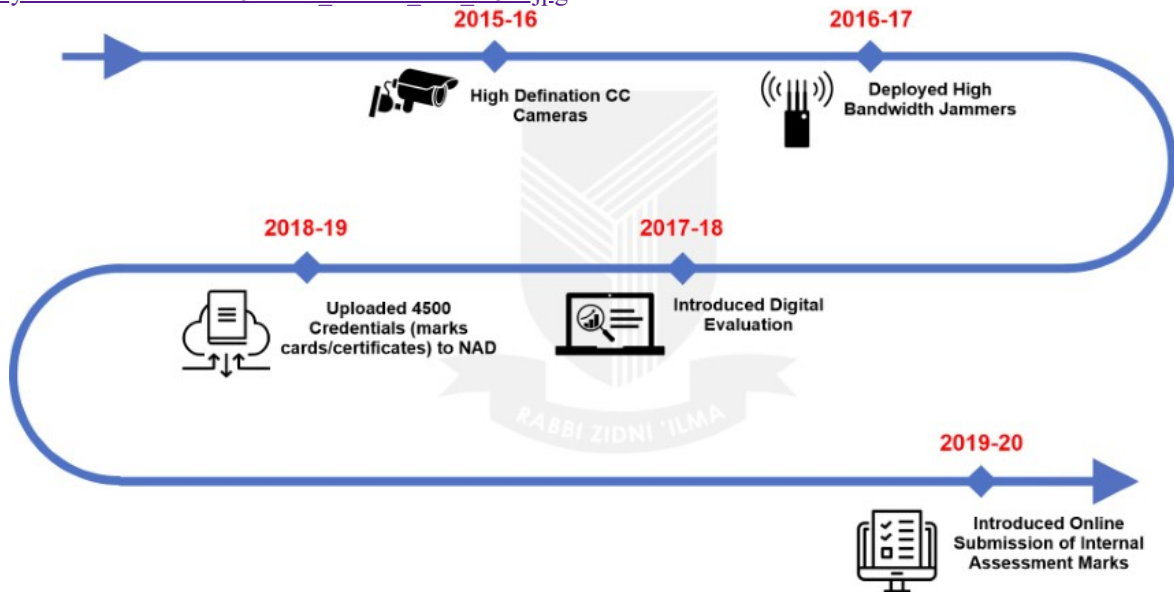 2015-16
2016-17
High Defination CC
Cameras
Deployed High
Bandwidth Jammers
2018-19
2017-18
Uploaded 4500
Credentials (marks
cards/certificates) to NAD
Introduced Digital
Evaluation
RABBI ZIDNI 'ILMA
2019-20
Introduced Online
Submission of Internal
Assessment Marks